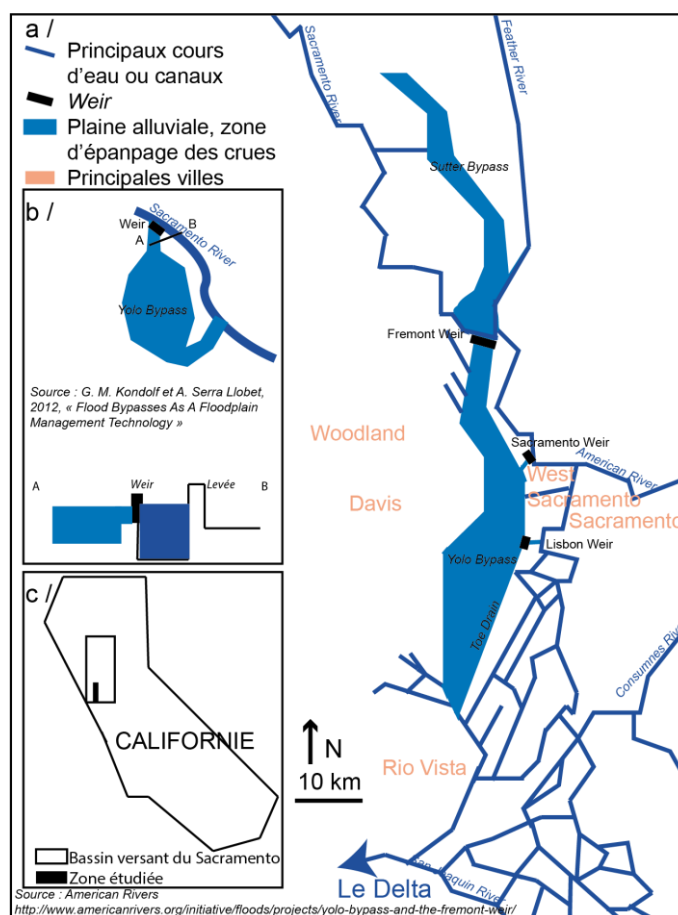 a /
Principaux cours
d'eau ou canaux
Weir
Plaine alluviale, zone
d'épanpage des crues
Principales villes
b /
Weir
B
A
Sacramento River
Yolo Bypass
Source : G. M. Kondolf et A. Serra Llobet,
2012, « Flood Bypasses As A Floodplain
Management Technology »
A
Weir
Levée
B
c /
CALIFORNIE
Bassin versant du Sacramento
Zone étudiée
Source : American Rivers
http://www.americanrivers.org/initiative/floods/projects/yolo-bypass-and-the-fremont-weir/
N
10 km
Sacramento River
Feather River
Sutter Bypass
Fremont Weir
Woodland
Sacramento Weir
American River
West
Sacramento
Davis
Sacramento
Lisbon Weir
Yolo Bypass
Toe Drain
Consumnes River
Rio Vista
San Joaquin River
Le Delta